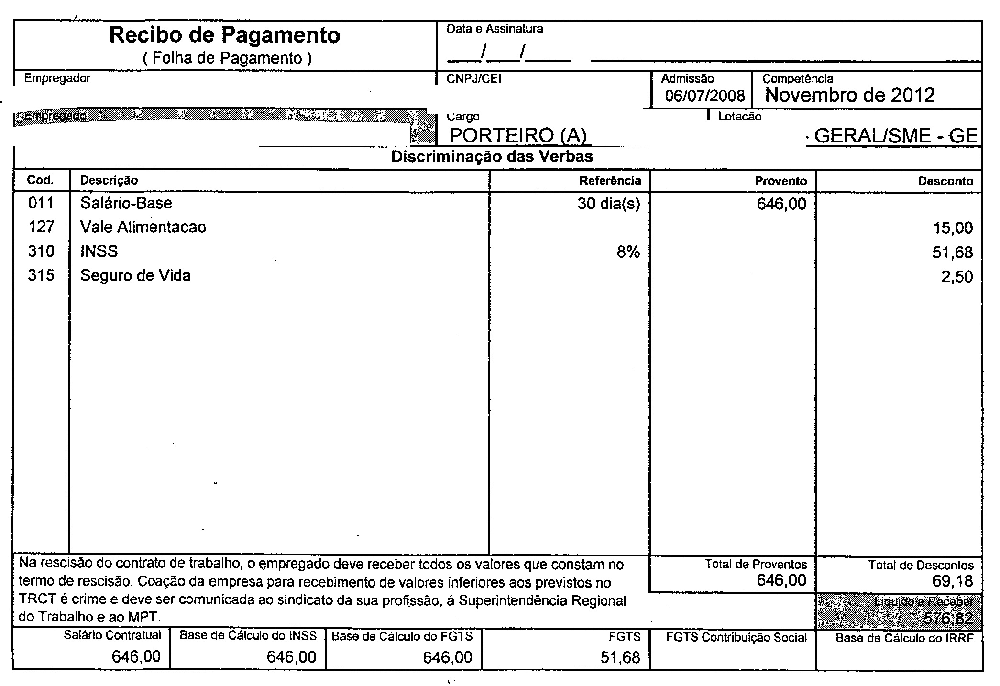 Recibo de Pagamento
( Folha de Pagamento )
Data e Assinatura
___/___/____
Empregador
CNPJ/CEI
Admissão
06/07/2008
Competência
Novembro de 2012
Empregado
Cargo
PORTEIRO (A)
Lotacão
GERAL/SME - GE
Discriminação das Verbas
Cod. Descrição Referência Provento Desconto
011 Salário-Base 30 dia(s) 646,00
127 Vale Alimentacao 15,00
310 INSS 8% 51,68
315 Seguro de Vida 2,50
Na rescisão do contrato de trabalho, o empregado deve receber todos os valores que constam no
termo de rescisão. Coação da empresa para recebimento de valores inferiores aos previstos no
TRCT é crime e deve ser comunicada ao sindicato da sua profissão, á Superintendência Regional
do Trabalho e ao MPT.
Total de Proventos
646,00
Total de Descontos
69,18
Liquido a Receber
576,82
Salário Contratual Base de Cálculo do INSS Base de Cálculo do FGTS FGTS FGTS Contribuição Social Base de Cálculo do IRRF
646,00 646,00 646,00 51,68